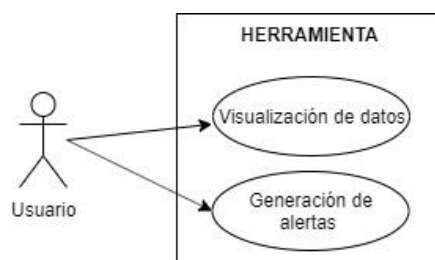 HERRAMIENTA
Visualización de datos
Usuario
Generación de
alertas